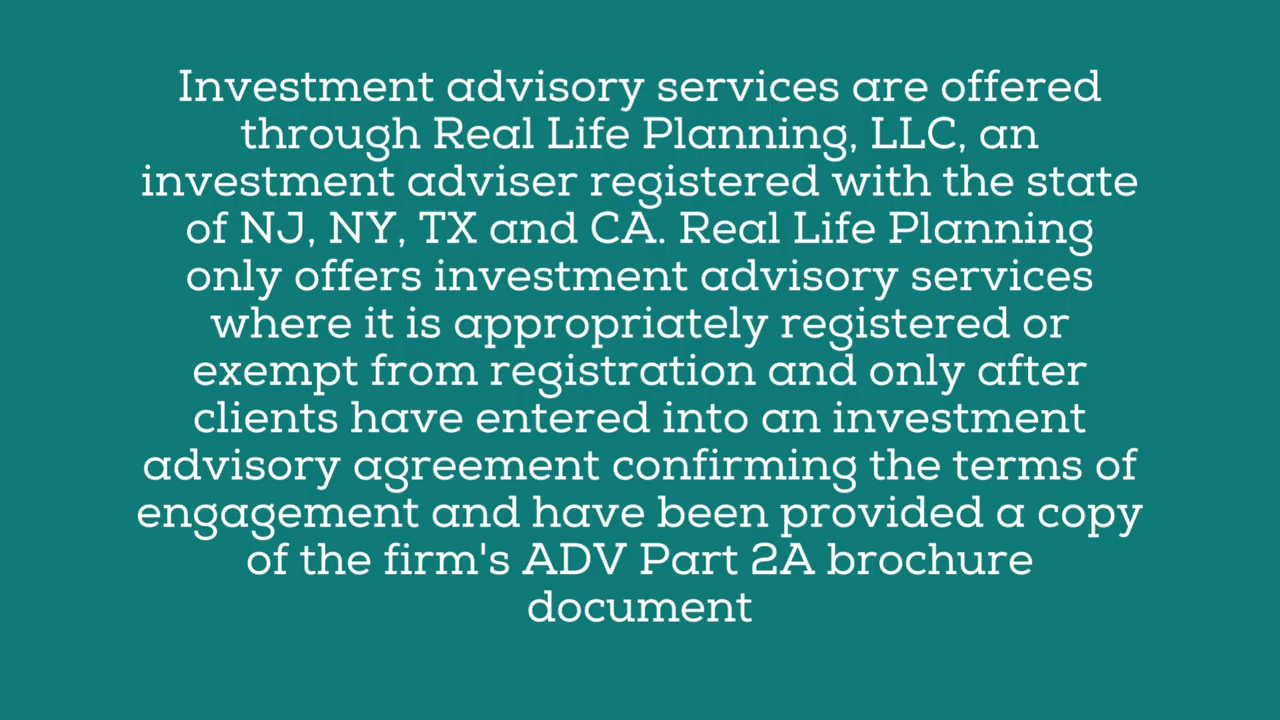 Investment advisory services are offered
through Real Life Planning, LLC, an
investment adviser registered with the state
of NJ, NY, TX and CA. Real Life Planning
only offers investment advisory services
where it is appropriately registered or
exempt from registration and only after
clients have entered into an investment
advisory agreement confirming the terms of
engagement and have been provided a copy
of the firm's ADV Part 2A brochure
document